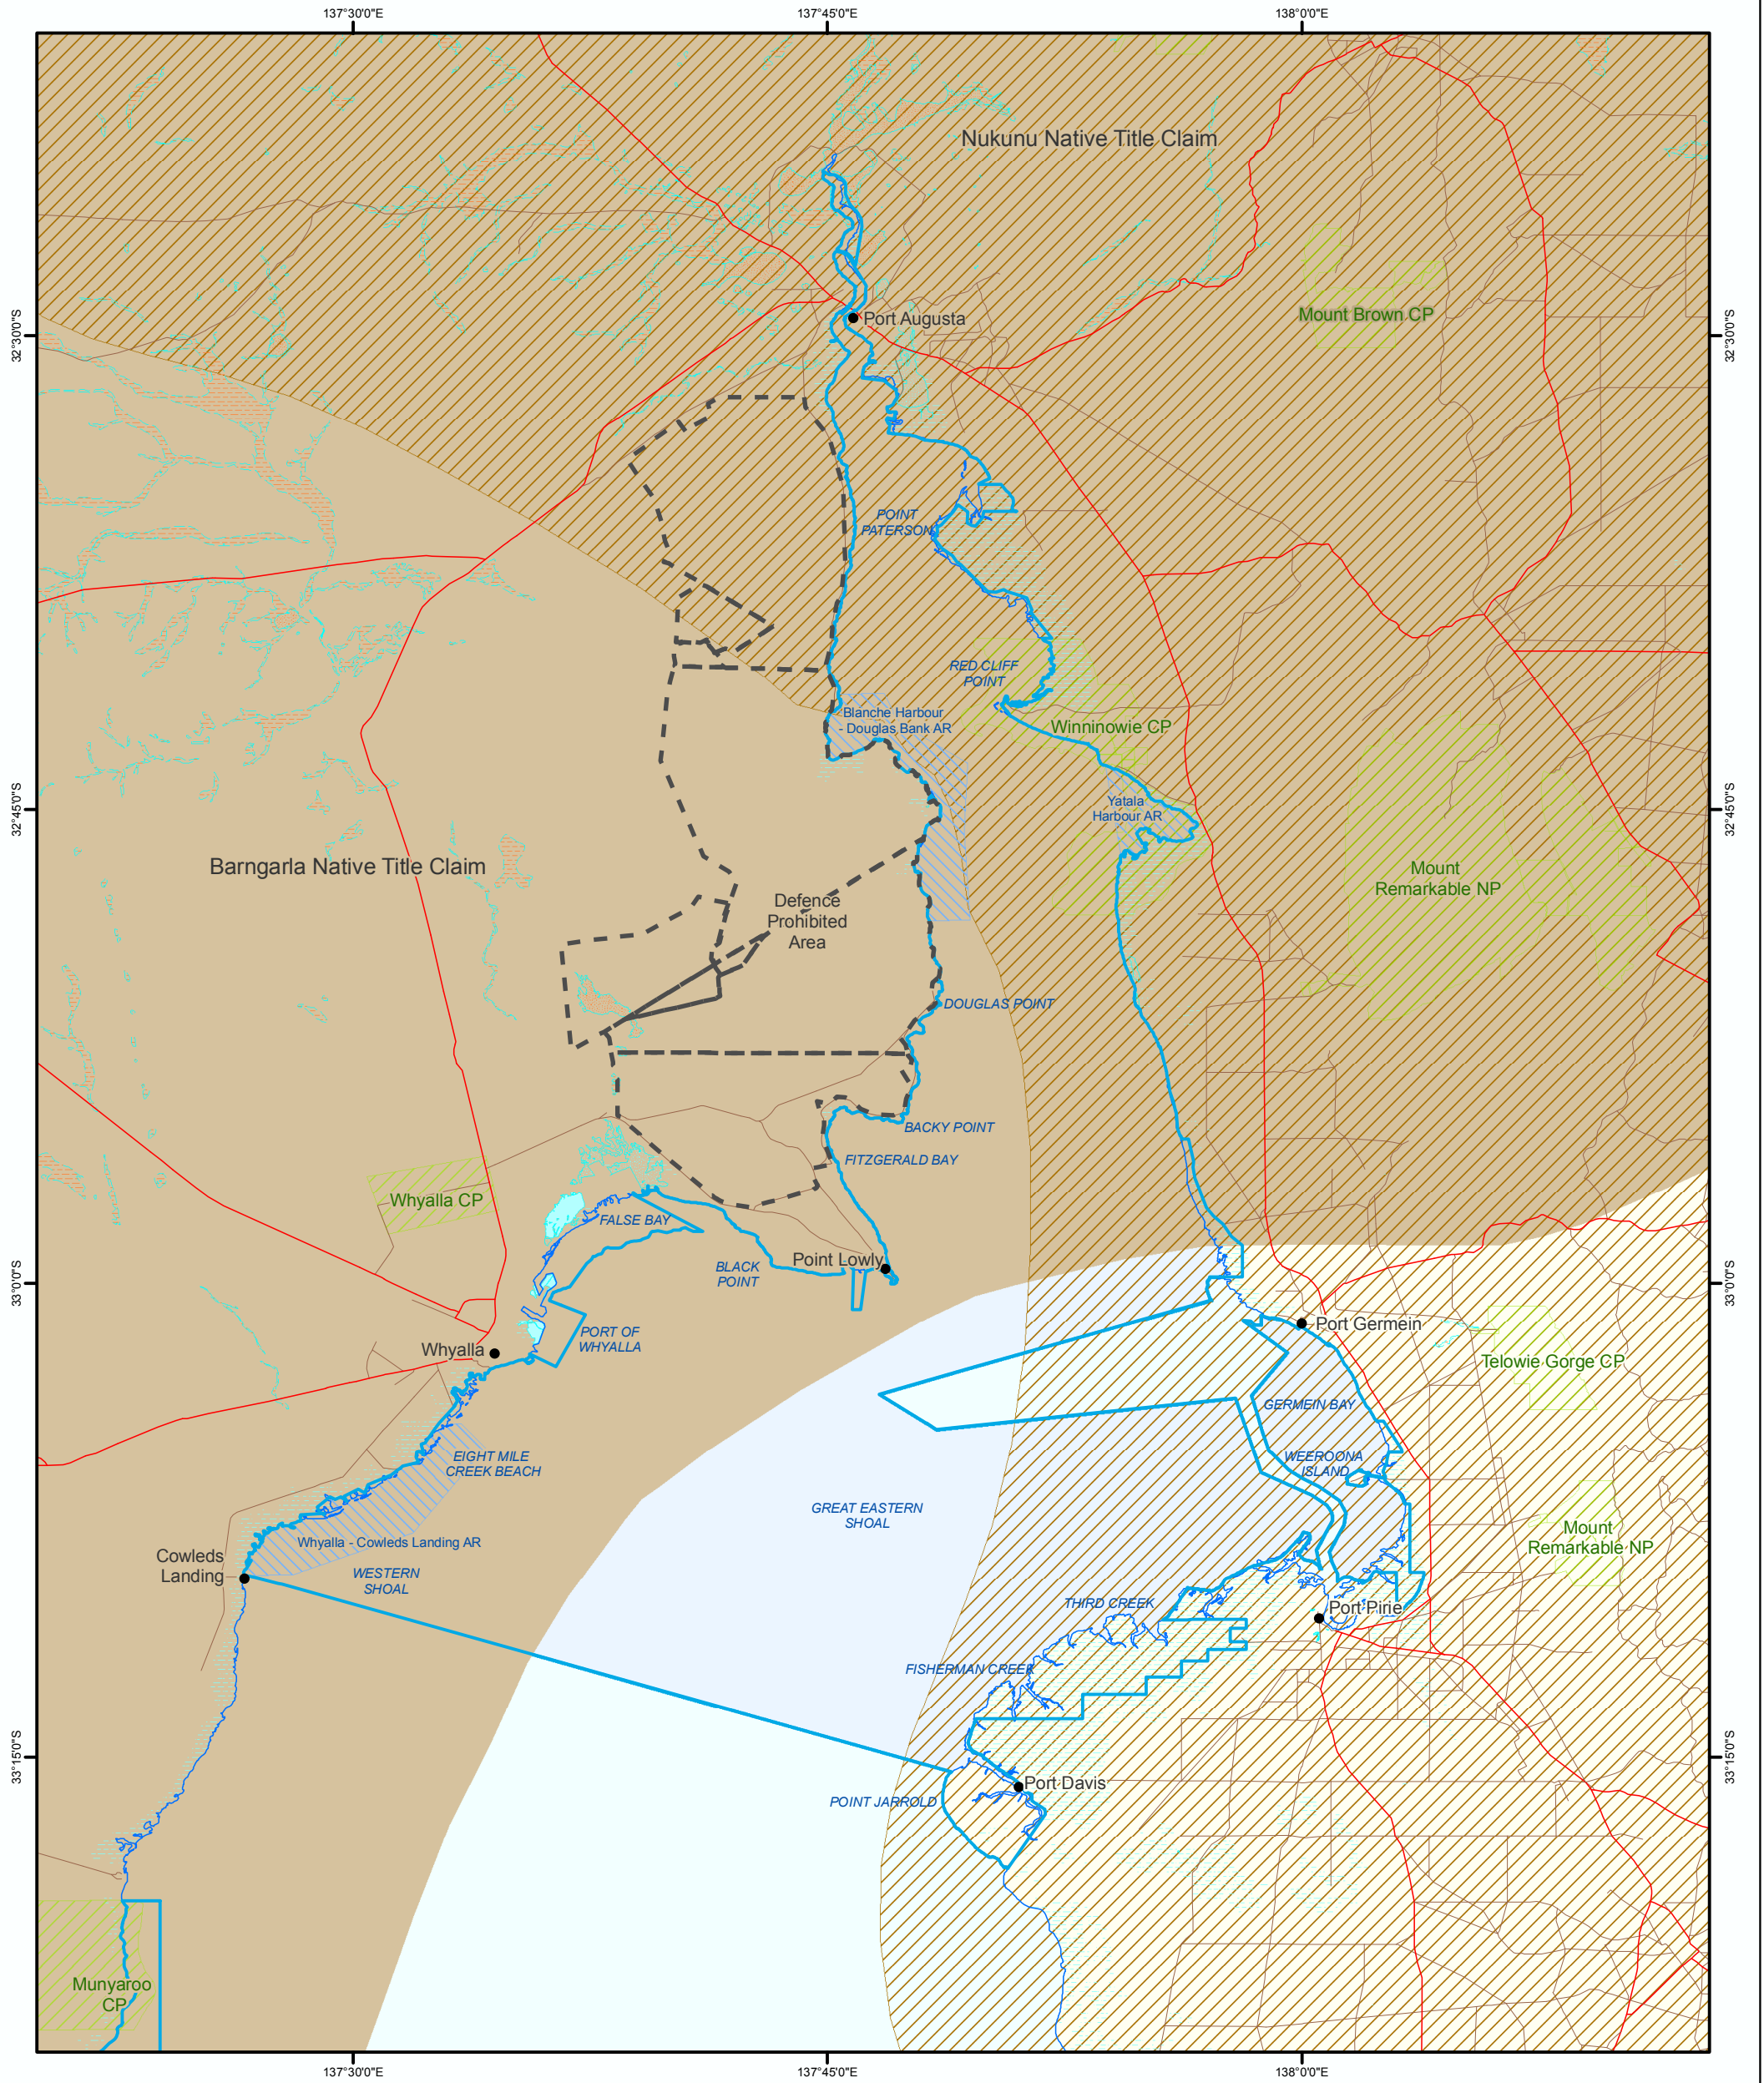 137°30'0"E
137°45'0"E
138°0'0"E
Nukunu Native Title Claim
Mount Brown CP
Port Augusta
32°30'0"S
32°30'0"S
POINT
PATERSON
RED CLIFF
POINT
Blanche Harbour
- Douglas Bank AR
Winninowie CP
Yatala
Harbour AR
32°45'0"S
32°45'0"S
Barngarla Native Title Claim
Mount
Remarkable NP
Defence
Prohibited
Area
DOUGLAS POINT
BACKY POINT
FITZGERALD BAY
Whyalla CP
FALSE BAY
Point Lowly
BLACK
POINT
33°0'0"S
33°0'0"S
PORT OF
WHYALLA
Port Germein
Whyalla
Telowie Gorge CP
GERMEIN BAY
EIGHT MILE
CREEK BEACH
WEEROONA
ISLAND
GREAT EASTERN
SHOAL
Whyalla - Cowleds Landing AR
Mount
Remarkable NP
Cowleds
Landing
WESTERN
SHOAL
THIRD CREEK
Port Pirie
FISHERMAN CREEK
33°15'0"S
33°15'0"S
Port Davis
POINT JARROLD
Munyaroo
CP
137°30'0"E
137°45'0"E
138°0'0"E